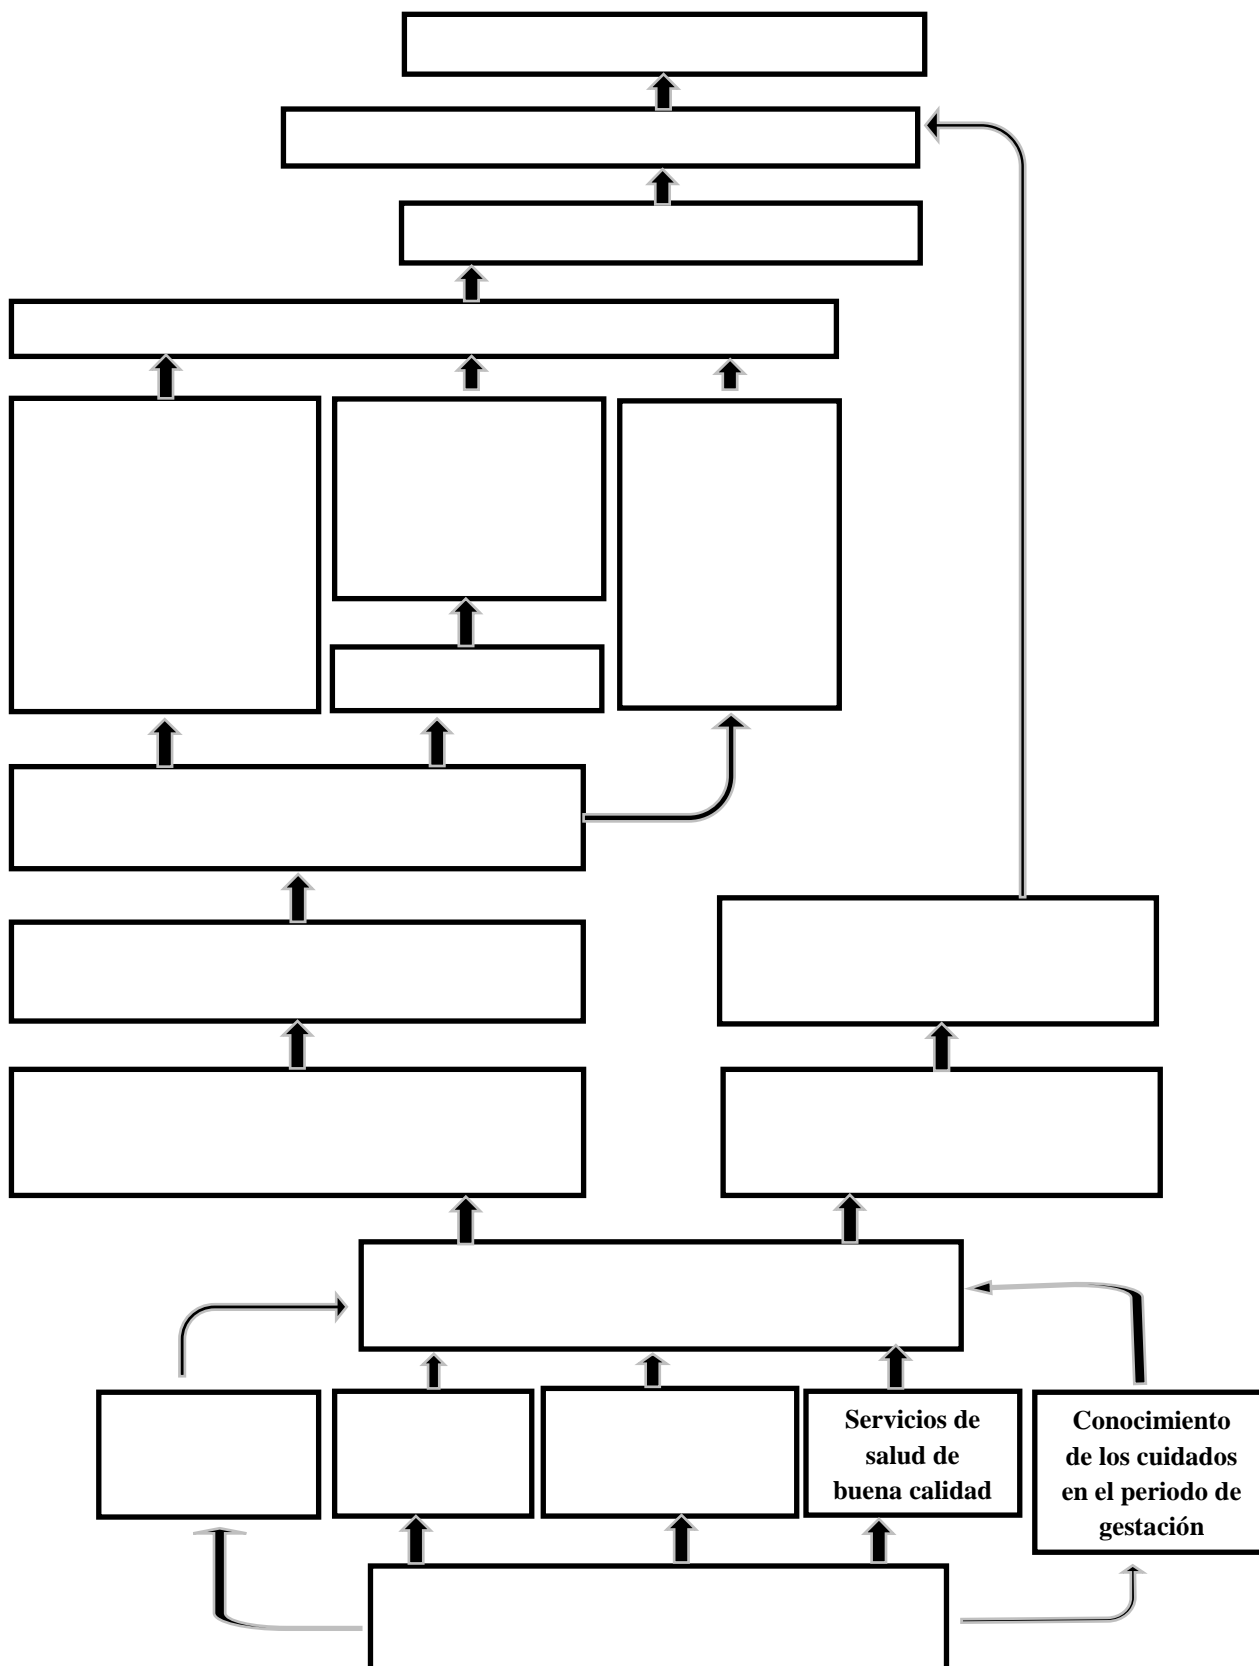 Servicios de
salud de
buena calidad
Conocimiento
de los cuidados
en el periodo de
gestación